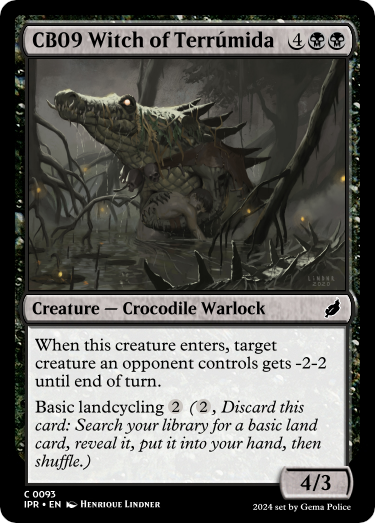 CB09 Witch of Terrúmida 4
LINDNR
2020
Creature — Crocodile Warlock
When this creature enters, target
creature an opponent controls gets -2-2
until end of turn.
Basic landcycling 2 (2, Discard this
card: Search your library for a basic land
card, reveal it, put it into your hand, then
shuffle.)
4/3
C 0093
IPR • EN Henrique Lindner
2024 set by Gema Police